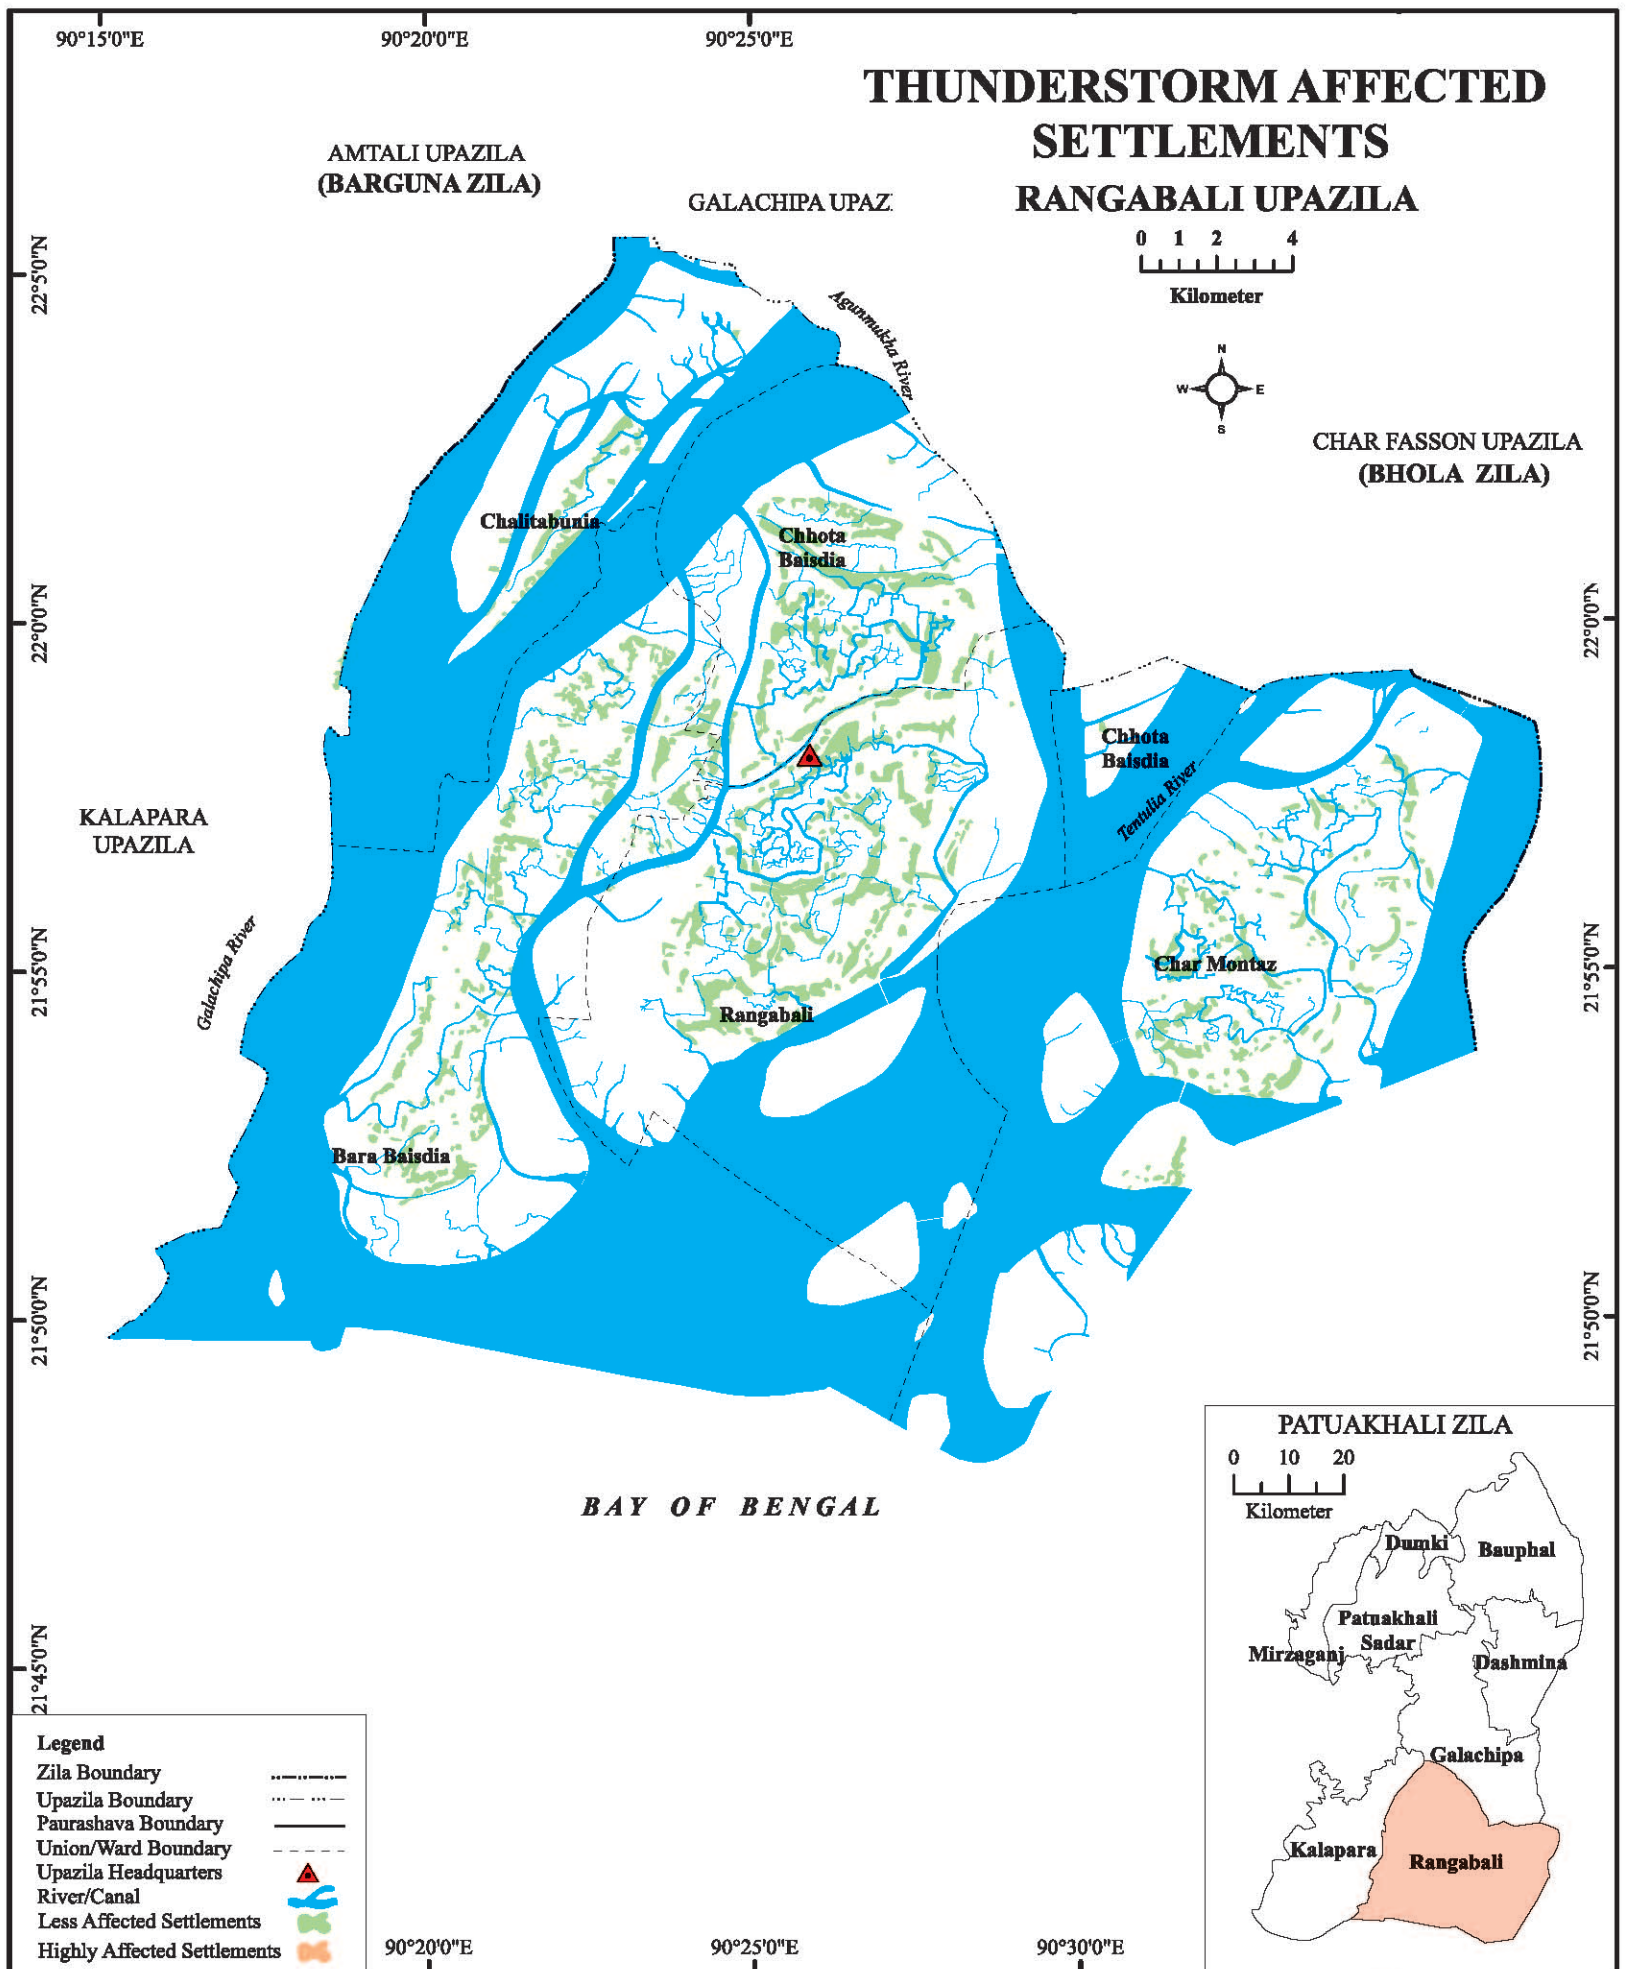 90°15'0"E
90°20'0"E
90°25'0"E
THUNDERSTORM AFFECTED
SETTLEMENTS
RANGABALI UPAZILA
0 1 2 4
Kilometer
AMTALI UPAZILA
(BARGUNA ZILA)
GALACHIPA UPAZ
Agunmukha River
N
W E
S
CHAR FASSON UPAZILA
(BHOLA ZILA)
22°5'0"N
22°0'0"N
22°0'0"N
Chalitabunia
Chhota
Baisdia
Chhota
Baisdia
Tentulia River
KALAPARA
UPAZILA
Galachipa River
21°55'0"N
21°55'0"N
Char Montaz
Rangabali
Bara Baisdia
21°50'0"N
21°50'0"N
BAY OF BENGAL
21°45'0"N
PATUAKHALI ZILA
0 10 20
Kilometer
Dumki
Bauphal
Patuakhali
Sadar
Mirzaganj
Dashmina
Galachipa
Kalapara
Rangabali
Legend
Zila Boundary
Upazila Boundary
Paurashava Boundary
Union/Ward Boundary
Upazila Headquarters
River/Canal
Less Affected Settlements
Highly Affected Settlements
90°20'0"E
90°25'0"E
90°30'0"E